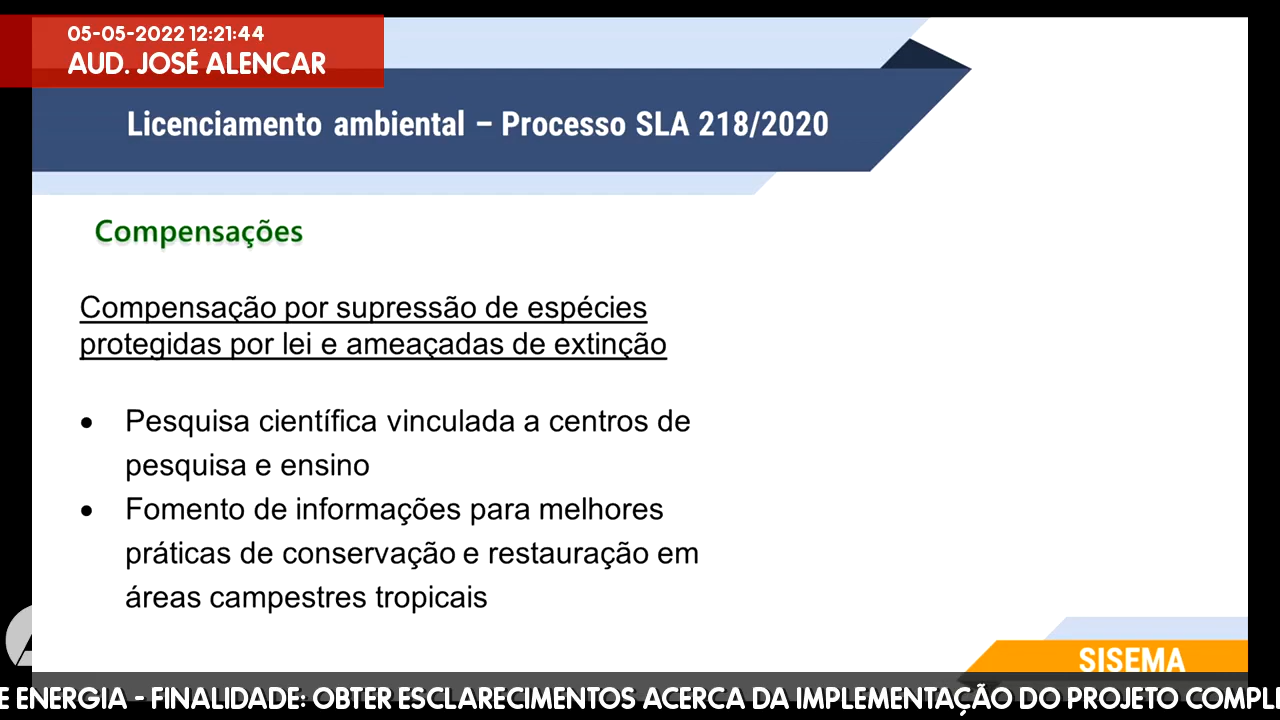 05-05-2022 12:21:44
AUD. JOSÉ ALENCAR
Licenciamento ambiental – Processo SLA 218/2020
Compensações
Compensação por supressão de espécies
protegidas por lei e ameaçadas de extinção
• Pesquisa científica vinculada a centros de
pesquisa e ensino
• Fomento de informações para melhores
práticas de conservação e restauração em
áreas campestres tropicais
SISEMA
E ENERGIA - FINALIDADE: OBTER ESCLARECIMENTOS ACERCA DA IMPLEMENTAÇÃO DO PROJETO COMPL